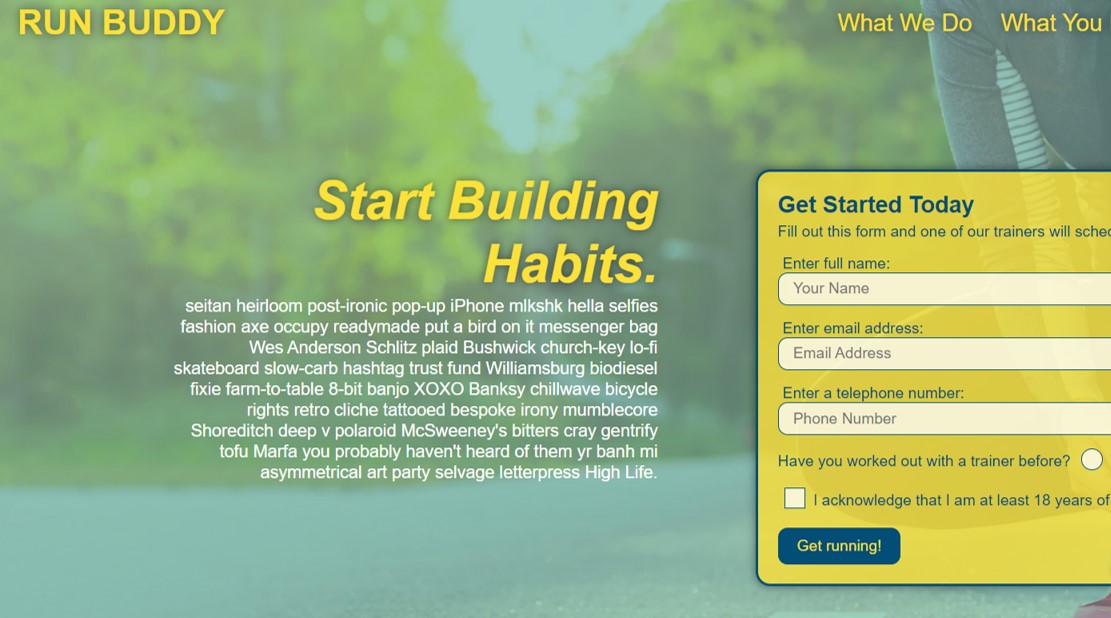 RUN BUDDY
What We Do What You
Start Building
Habits.
seitan heirloom post-ironic pop-up iPhone mlkshk hella selfies
fashion axe occupy readymade put a bird on it messenger bag
Wes Anderson Schlitz plaid Bushwick church-key lo-fi
skateboard slow-carb hashtag trust fund Williamsburg biodiesel
fixie farm-to-table 8-bit banjo XOXO Banksy chillwave bicycle
rights retro cliche tattooed bespoke irony mumblecore
Shoreditch deep v polaroid McSweeney's bitters cray gentrify
tofu Marfa you probably haven't heard of them yr banh mi
asymmetrical art party selvage letterpress High Life.
Get Started Today
Fill out this form and one of our trainers will sched
Enter full name:
Your Name
Enter email address:
Email Address
Enter a telephone number:
Phone Number
Have you worked out with a trainer before?
I acknowledge that I am at least 18 years of
Get running!